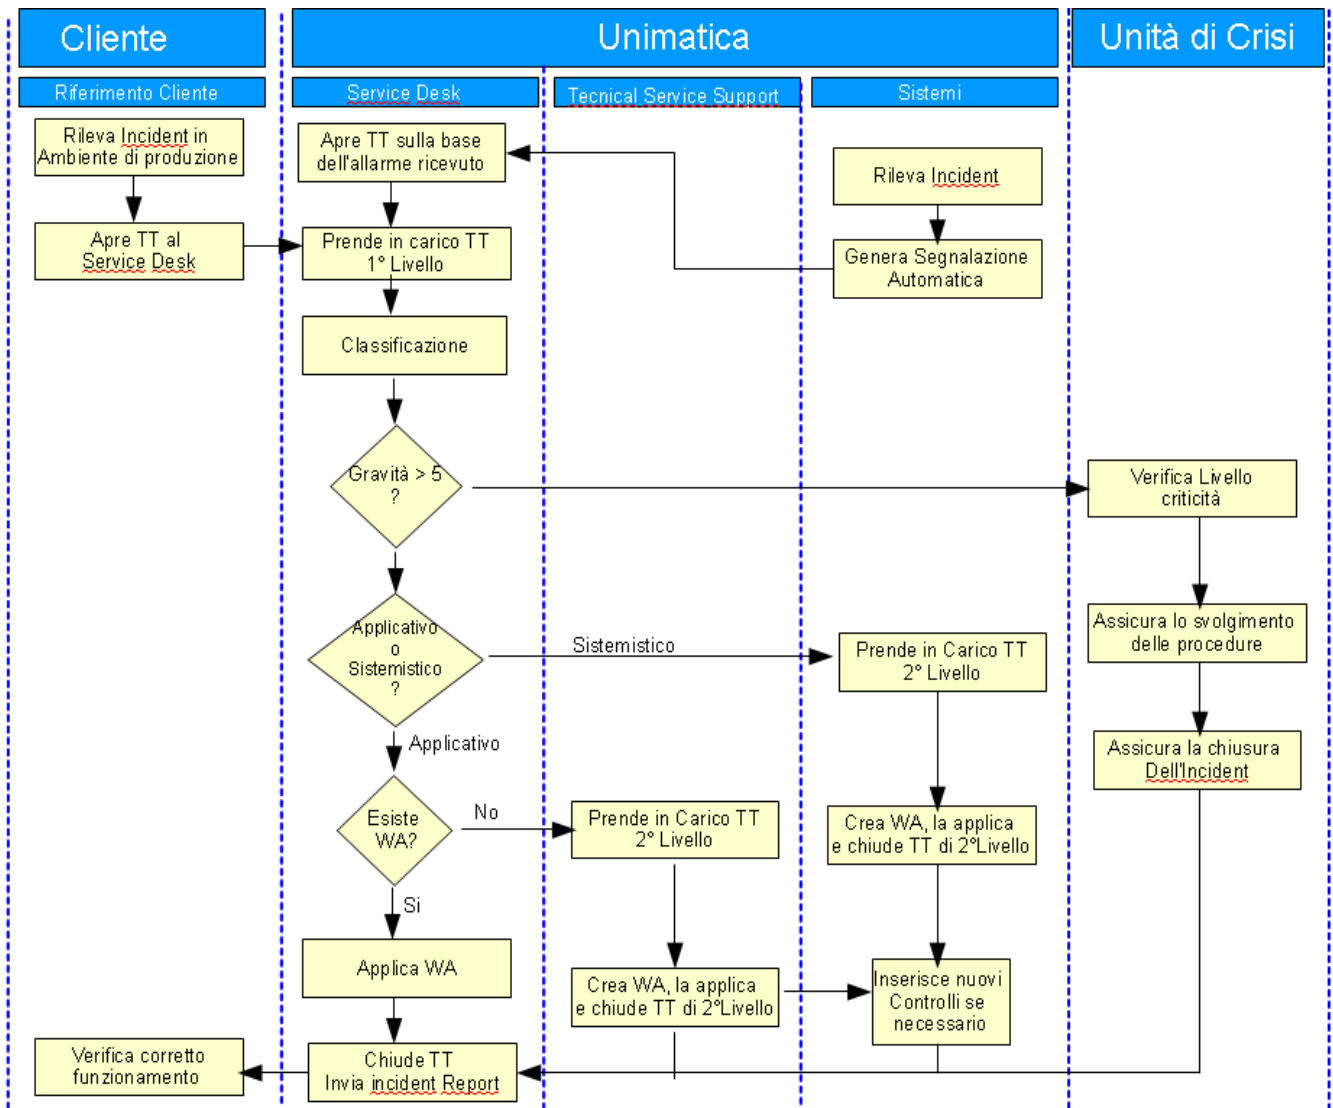 Cliente
Unimatica
Unità di Crisi
Riferimento Cliente
Service Desk
Tecnical Service Support
Sistemi
Rileva Incident in
Ambiente di produzione
Apre TT sulla base
dell'allarme ricevuto
Rileva Incident
Apre TT al
Service Desk
Prende in carico TT
1° Livello
Genera Segnalazione
Automatica
Classificazione
Gravità > 5
?
Verifica Livello
criticità
Applicativo
o
Sistemistico
?
Sistemistico
Prende in Carico TT
2° Livello
Assicura lo svolgimento
delle procedure
Applicativo
Assicura la chiusura
Dell'Incident
Esiste
WA?
No
Prende in Carico TT
2° Livello
Crea WA, la applica
e chiude TT di 2°Livello
Si
Applica WA
Crea WA, la applica
e chiude TT di 2°Livello
Inserisce nuovi
Controlli se
necessario
Verifica corretto
funzionamento
Chiude TT
Invia incident Report